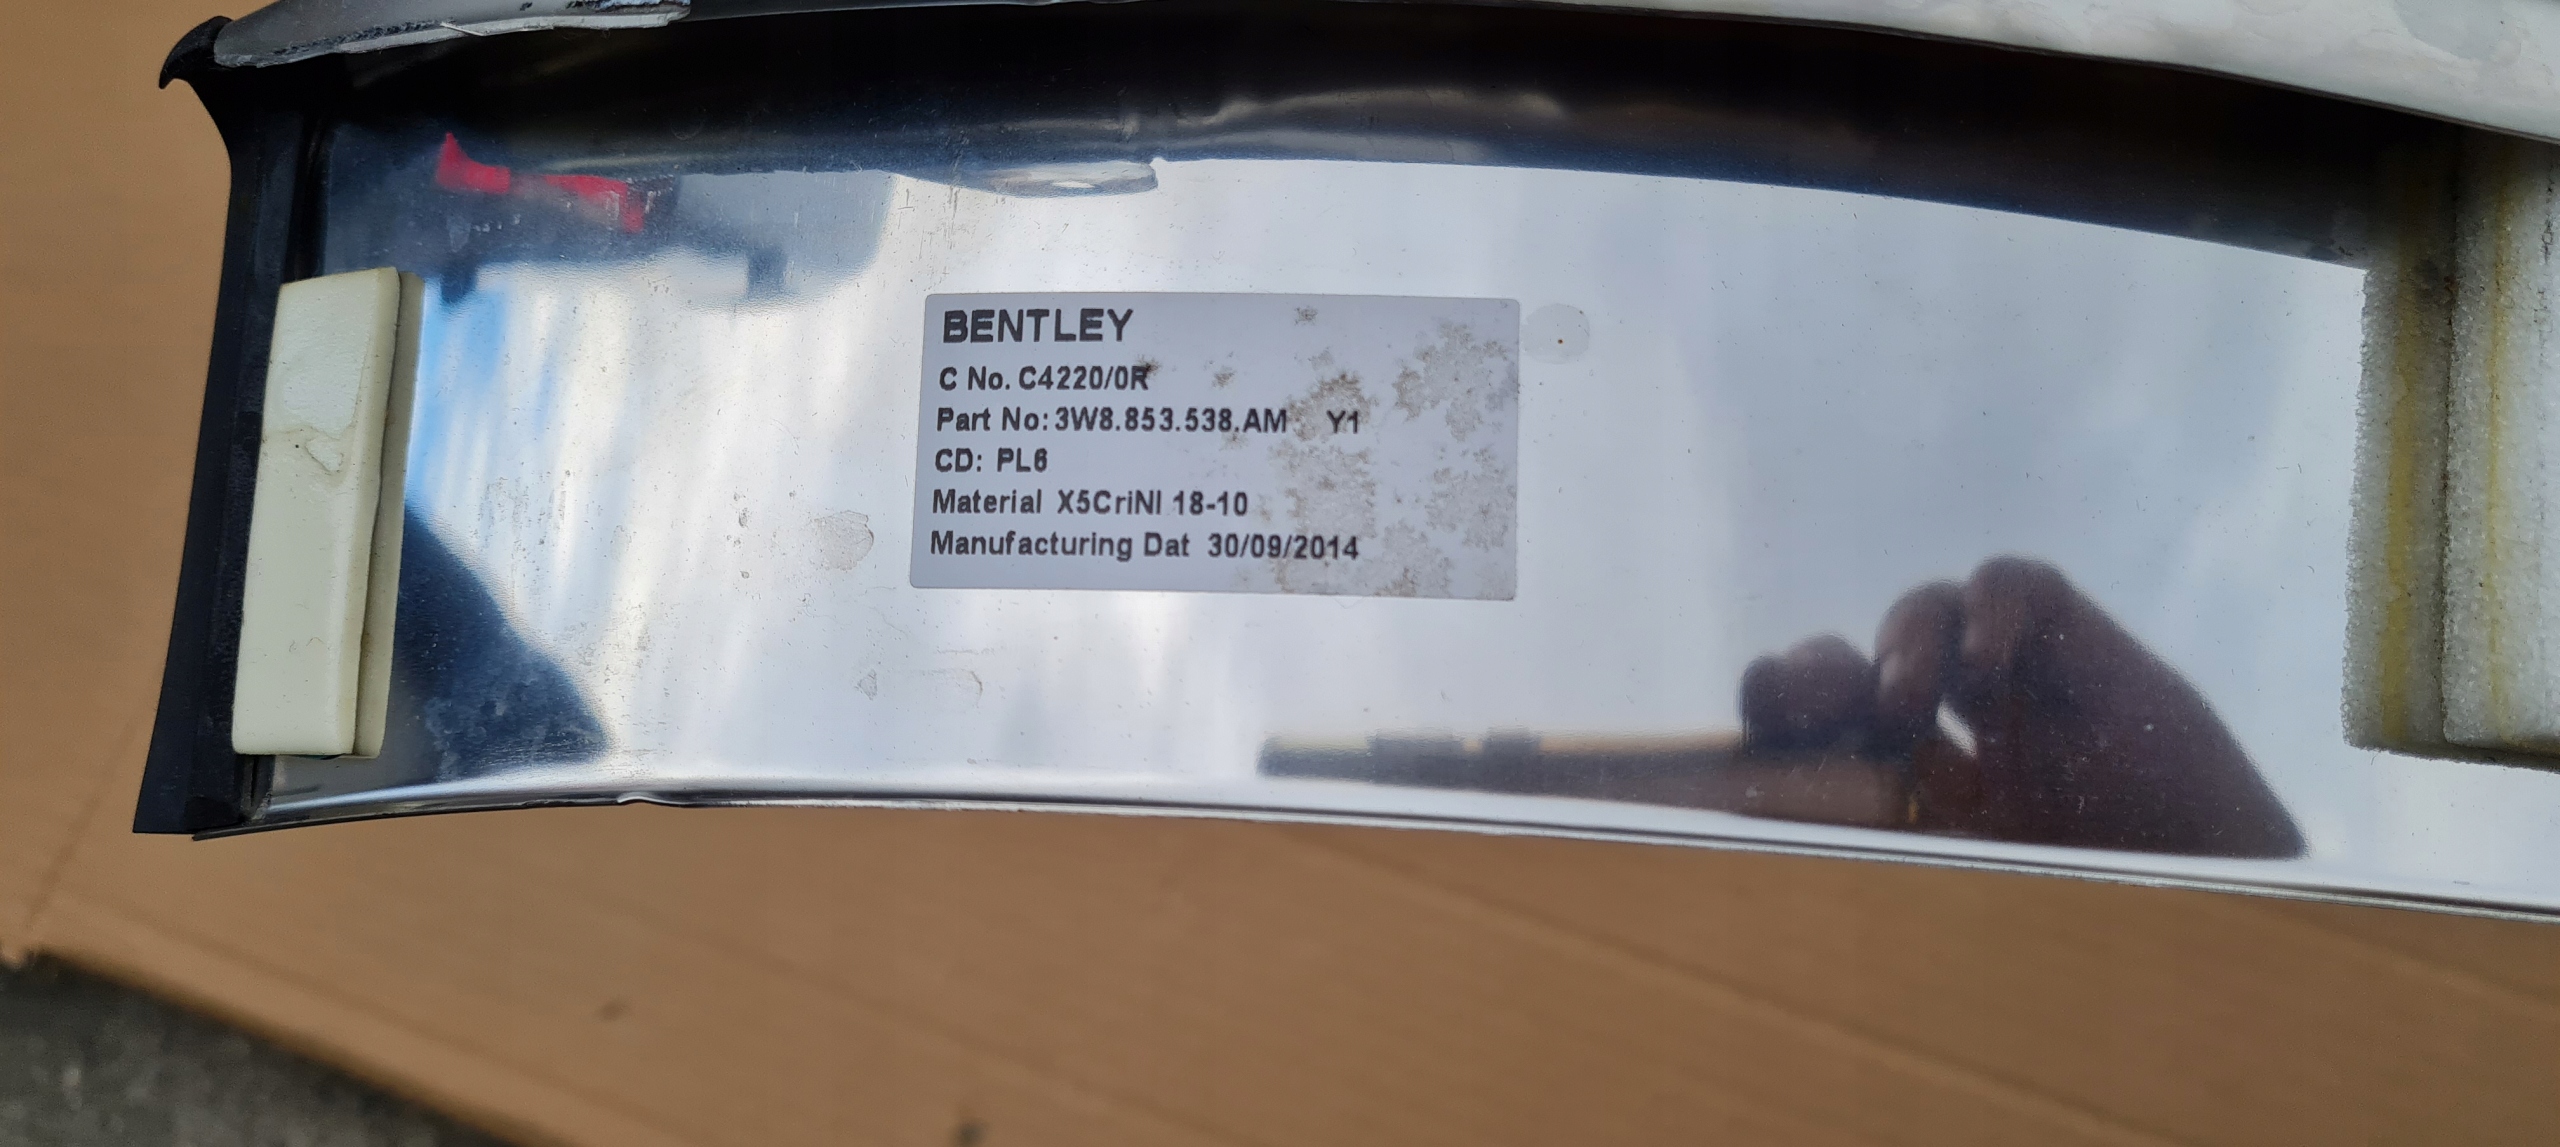 BENTLEY
C No. C4220/0R
Part No: 3W8.853.538.AM Y1
CD: PL6
Material X5CriNI 18-10
Manufacturing Dat 30/09/2014